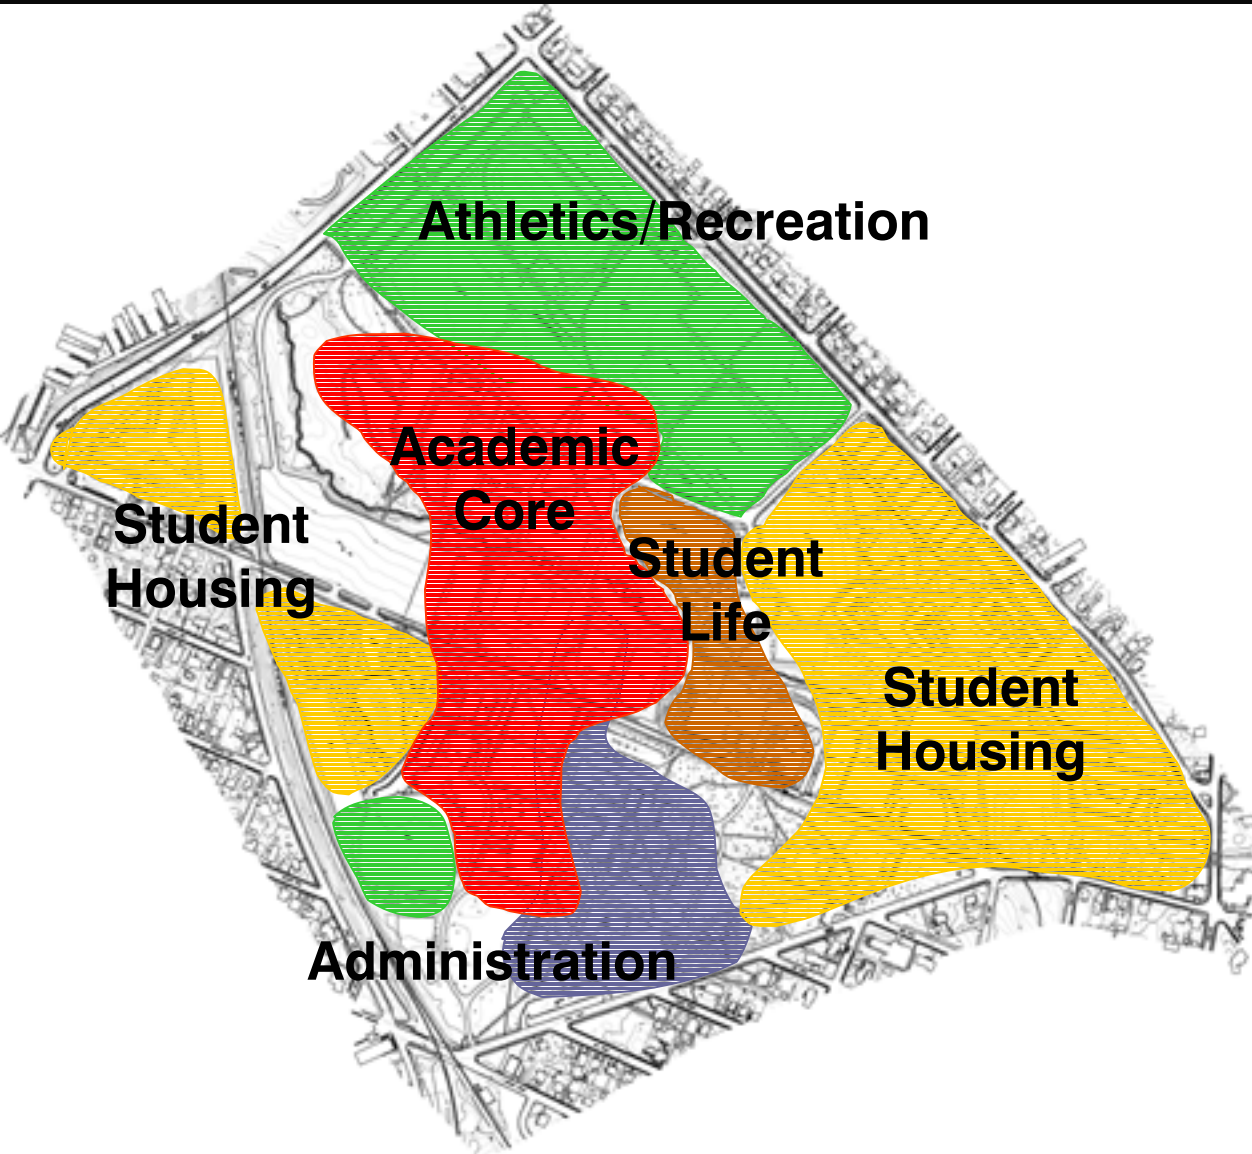 Athletics/Recreation
Academic
Core
Student
Housing
Student
Life
Student
Housing
Administration